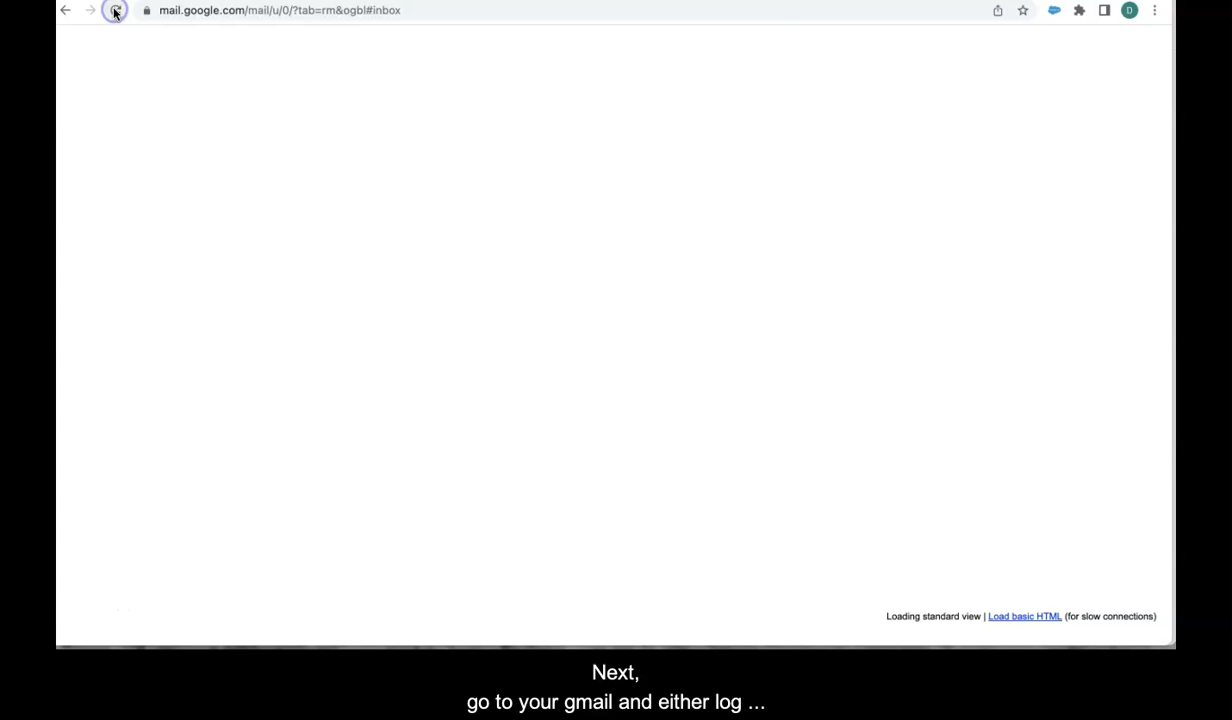 mail.google.com/mail/u/0/?tab=rm&ogbl#inbox
D
Loading standard view | Load basic HTML (for slow connections)
Next,
go to your gmail and either log ...